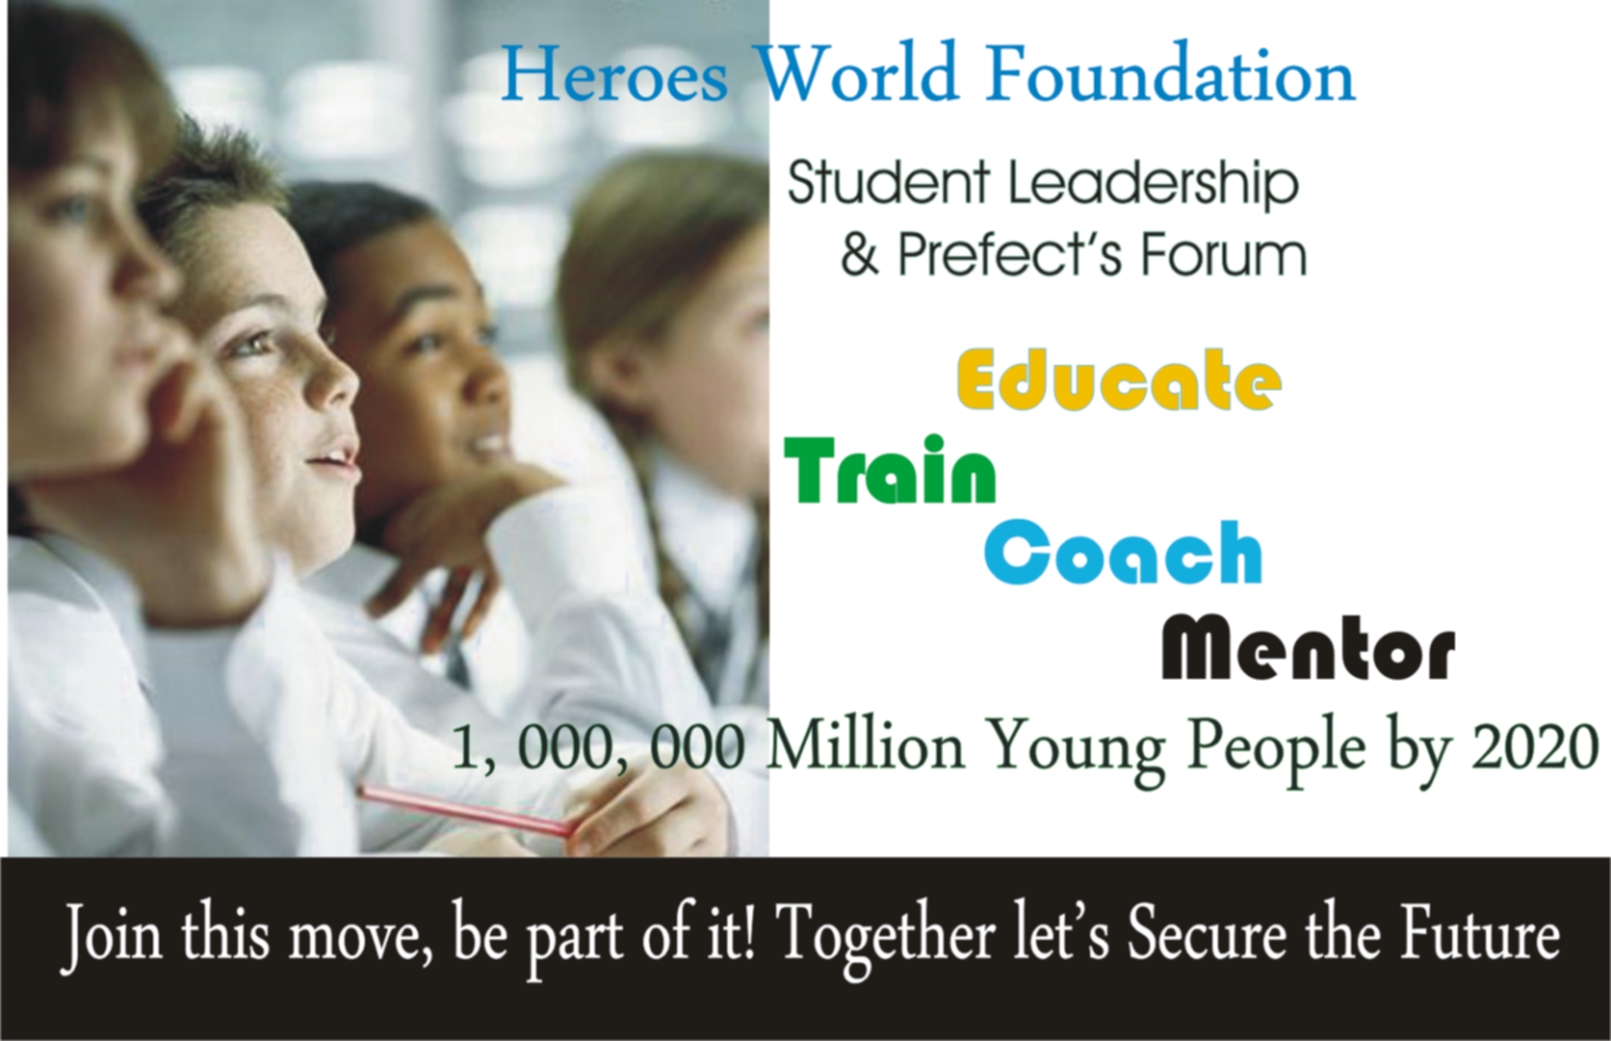 Heroes World Foundation
Student Leadership
& Prefect's Forum
Educate
Train
Coach
Mentor
1, 000, 000 Million Young People by 2020
Join this move, be part of it! Together let's Secure the Future